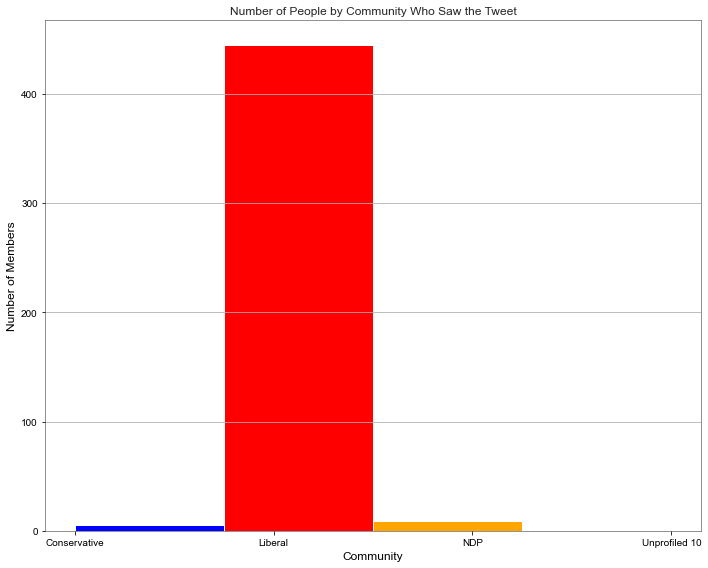 Number of People by Community Who Saw the Tweet
400
300
200
100
0
Number of Members
Conservative
Liberal
NDP
Unprofiled 10
Community